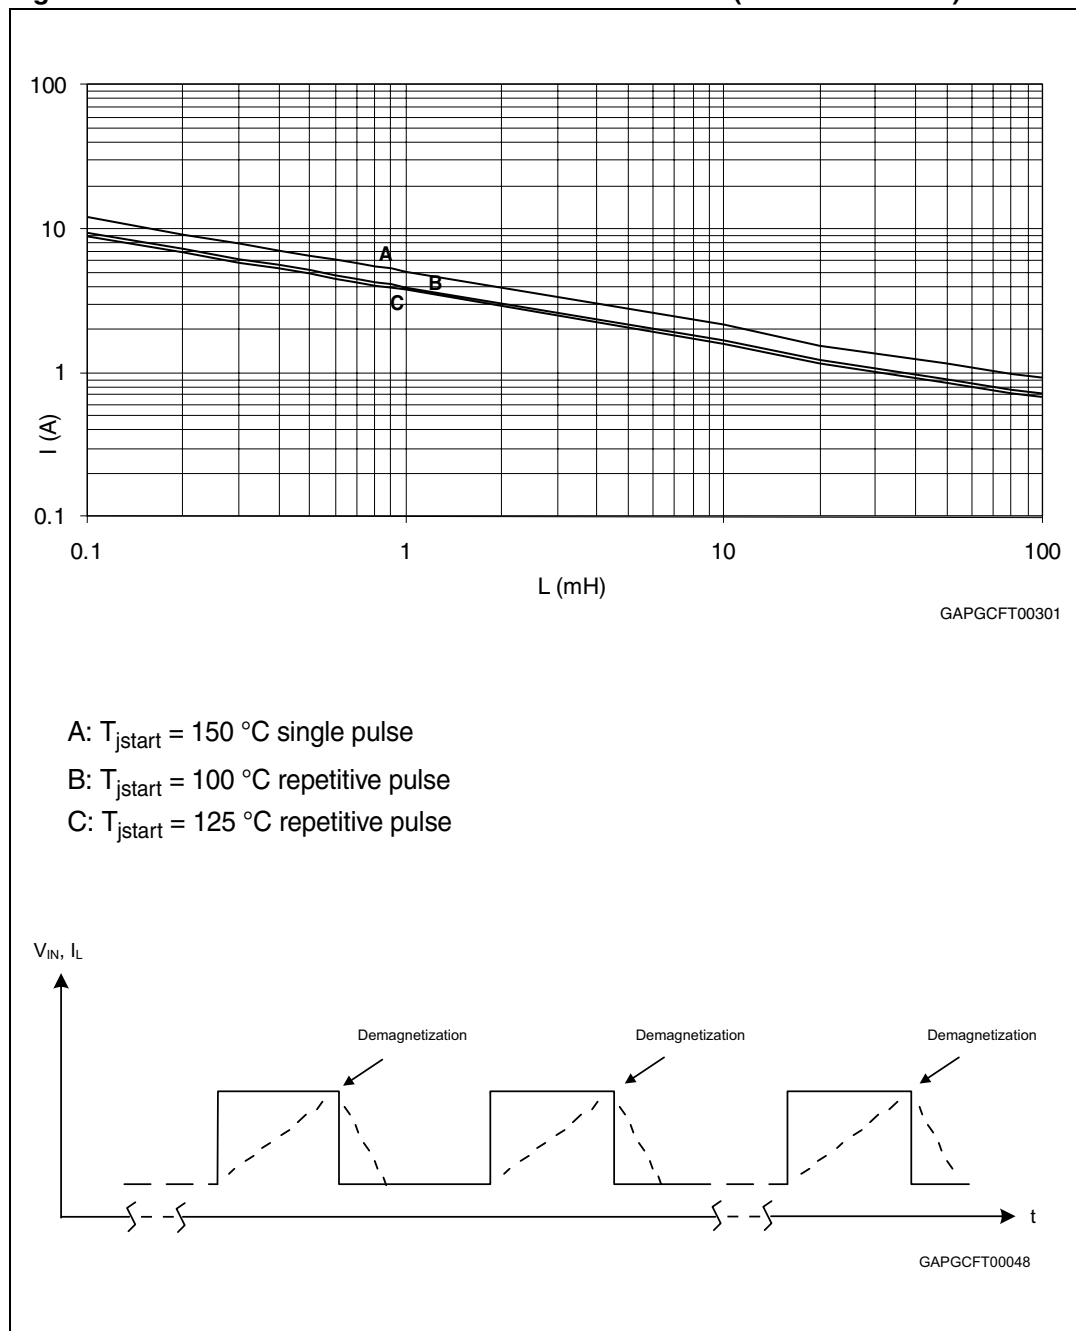 100
10
1
0.1
I (A)
A
B
C
0.1 1 10 100
L (mH)
GAPGCFT00301
A: Tjstart = 150 °C single pulse
B: Tjstart = 100 °C repetitive pulse
C: Tjstart = 125 °C repetitive pulse
VIN, IL
Demagnetization Demagnetization Demagnetization
t
GAPGCFT00048